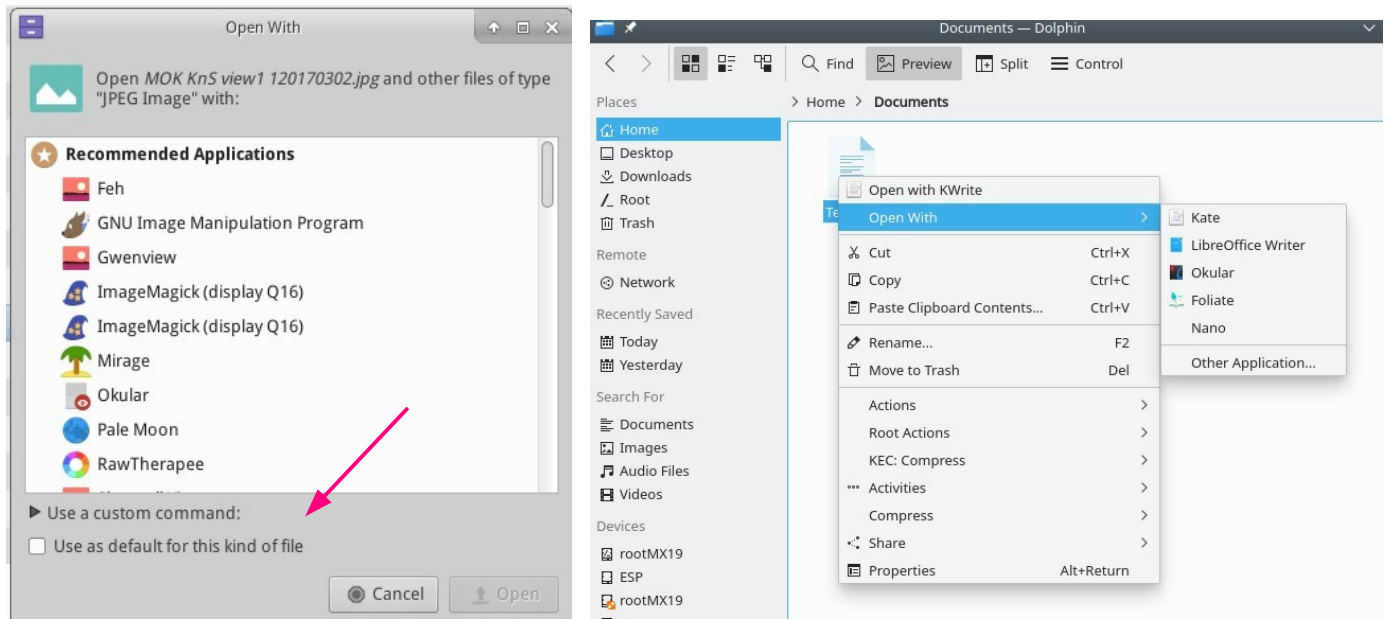 Open With
Open MOK KnS view1 120170302.jpg and other files of type
"JPEG Image" with:
Recommended Applications
Feh
GNU Image Manipulation Program
Gwenview
ImageMagick (display Q16)
ImageMagick (display Q16)
Mirage
Okular
Pale Moon
RawTherapee
Use a custom command:
Use as default for this kind of file
Cancel
Open
Documents — Dolphin
Find
Preview
Split
Control
Places
Home
Desktop
Downloads
Root
Trash
Remote
Network
Recently Saved
Today
Yesterday
Search For
Documents
Images
Audio Files
Videos
Devices
rootMX19
ESP
rootMX19
> Home > Documents
Te
Open with KWrite
Open With
Cut Ctrl+X
Copy Ctrl+C
Paste Clipboard Contents... Ctrl+V
Rename... F2
Move to Trash Del
Actions
Root Actions
KEC: Compress
Activities
Compress
Share
Properties Alt+Return
Kate
LibreOffice Writer
Okular
Foliate
Nano
Other Application...